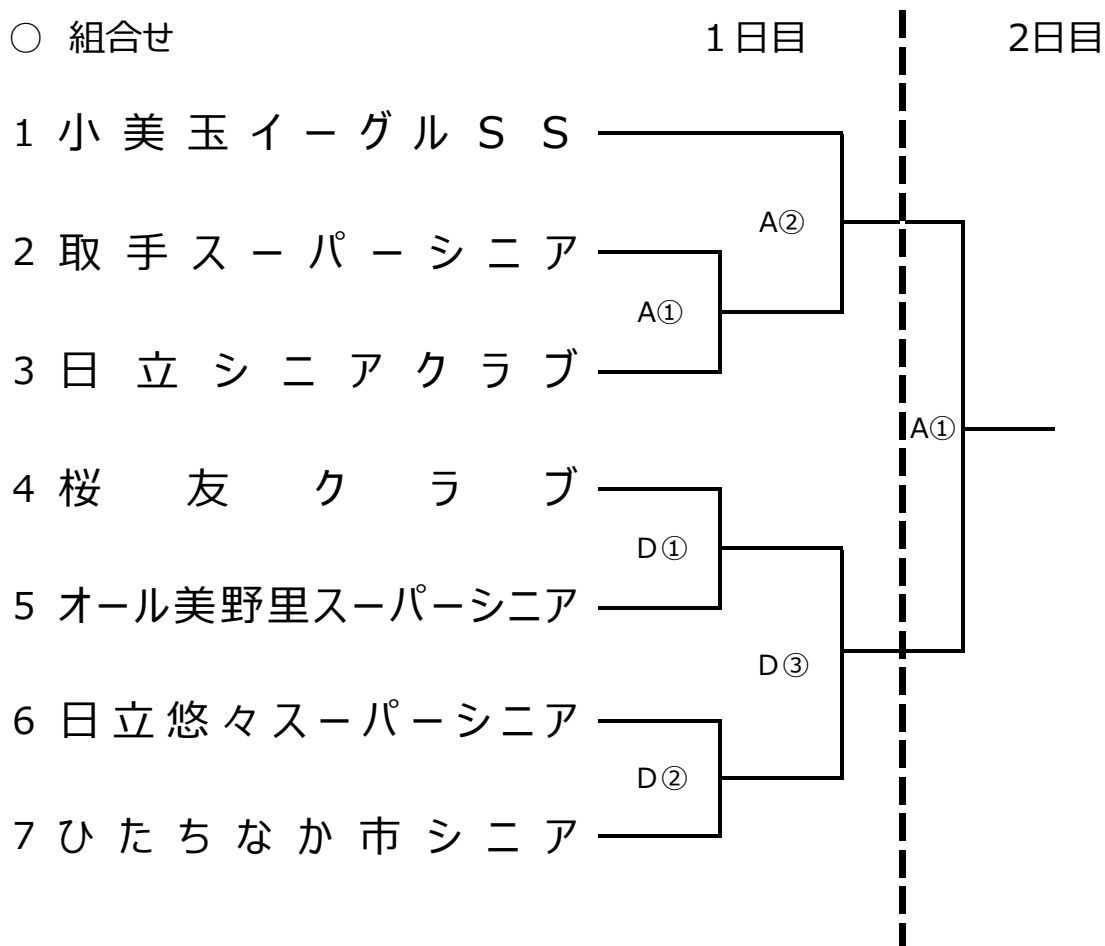 ○ 組合せ 1日目 2日目
1 小美玉イーグルSS
A②
2 取手スーパーシニア
A①
3 日立シニアクラブ
A①
4 桜友クラブ
D①
5 オール美野里スーパーシニア
D③
6 日立悠々スーパーシニア
D②
7 ひたちなか市シニア